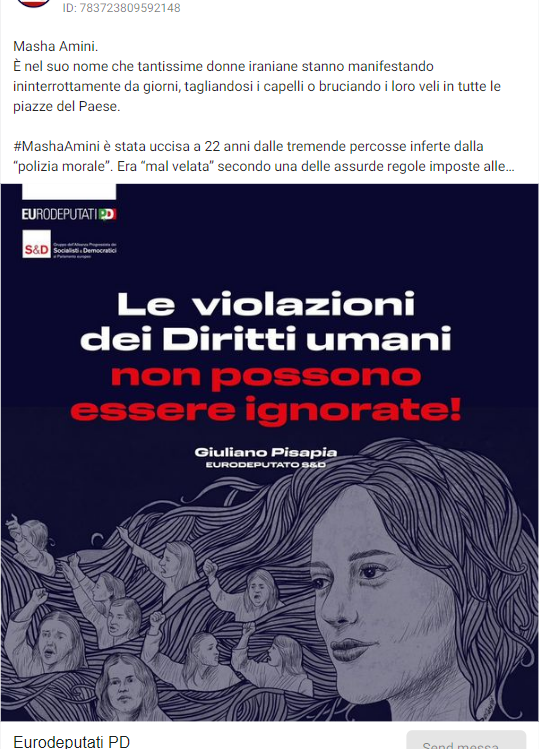 ID: 783723809592148
Masha Amini.
È nel suo nome che tantissime donne iraniane stanno manifestando
ininterrottamente da giorni, tagliandosi i capelli o bruciando i loro veli in tutte le
piazze del Paese.
#MashaAmini è stata uccisa a 22 anni dalle tremende percosse inferte dalla
“polizia morale”. Era “mal velata” secondo una delle assurde regole imposte alle…
EURODEPUTATI PD
S&D
Gruppo dell'Alleanza Progressista dei
Socialisti & Democratici
al Parlamento europeo
Le violazioni
dei Diritti umani
non possono
essere ignorate!
Giuliano Pisapia
EURODEPUTATO S&D
Eurodeputati PD
Send messa...